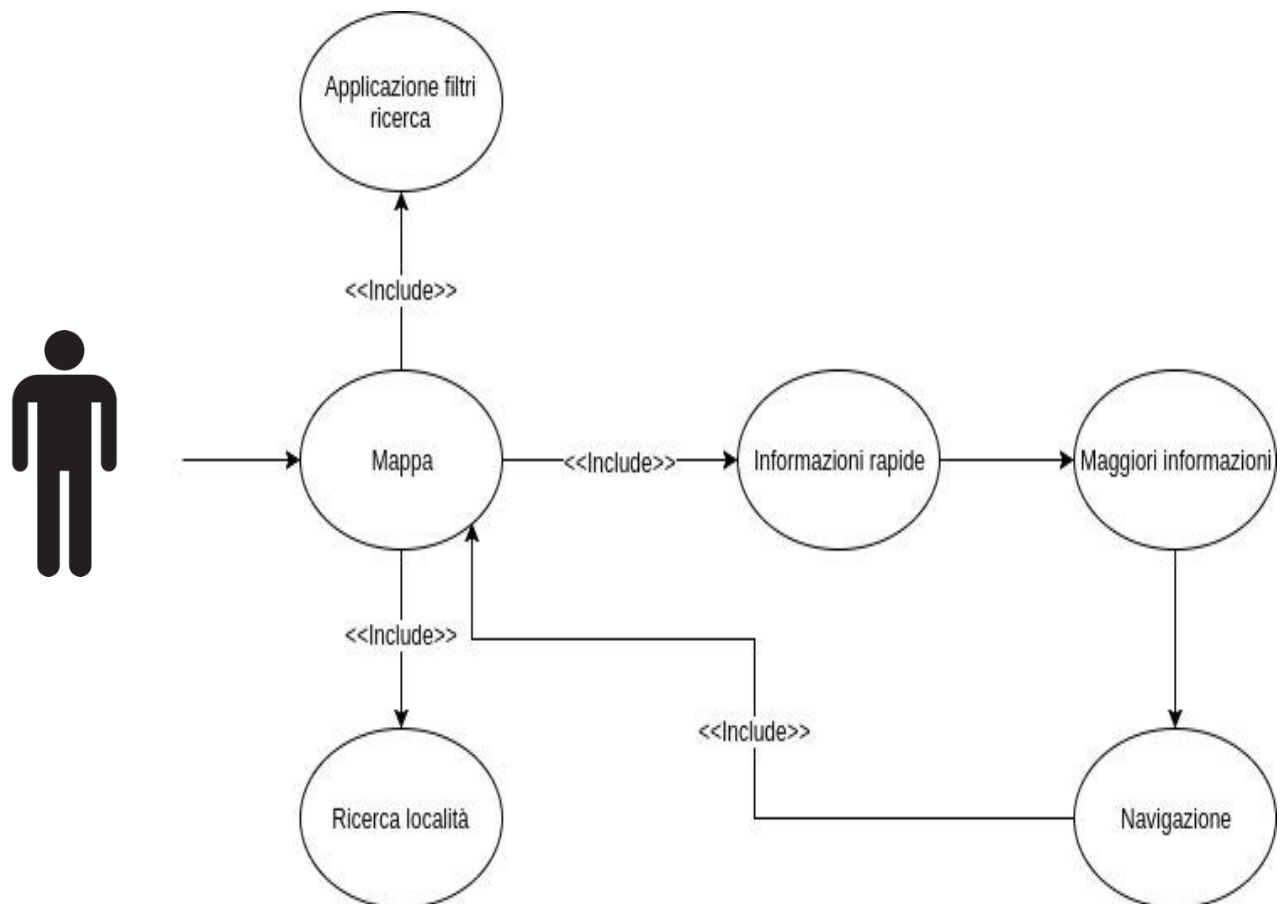 Applicazione filtri
ricerca
<<Include>>
Mappa
<<Include>>
Informazioni rapide
Maggiori informazioni
<<Include>>
<<Include>>
Ricerca località
Navigazione